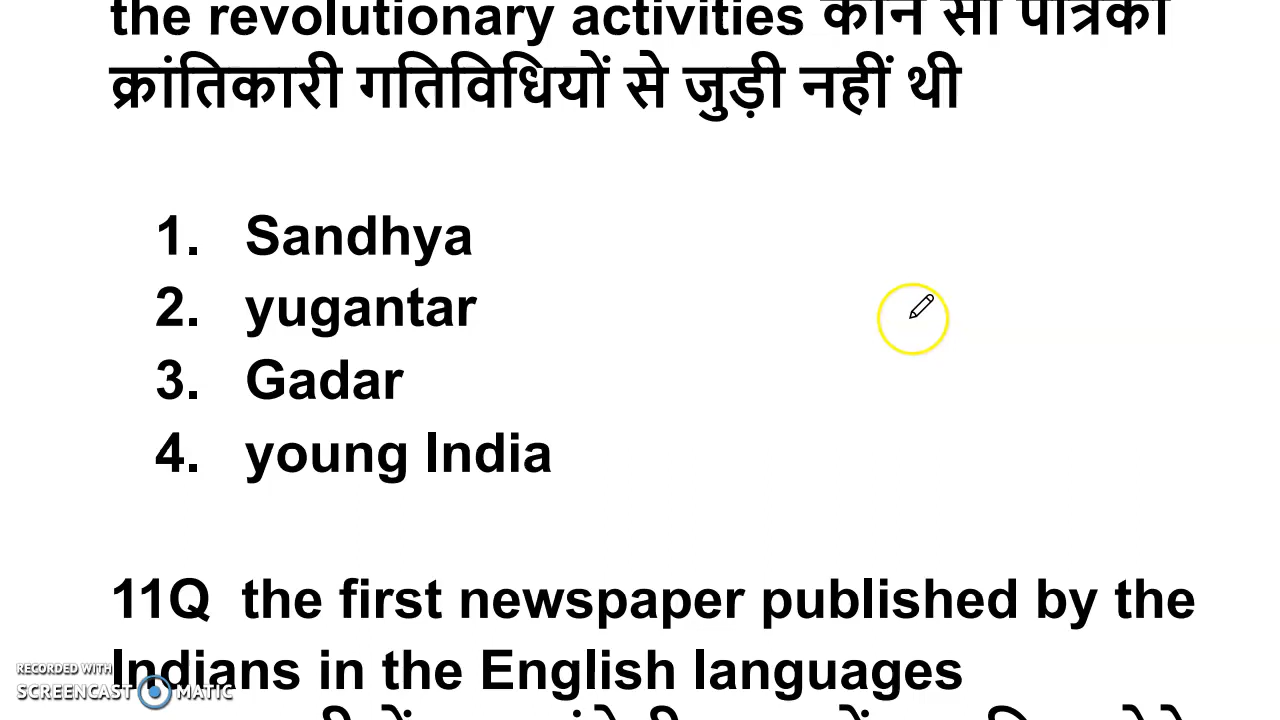 the revolutionary activities कौन सी पत्रिका
क्रांतिकारी गतिविधियों से जुड़ी नहीं थी
1. Sandhya
2. yugantar
3. Gadar
4. young India
11Q the first newspaper published by the
Indians in the English languages
RECORDED WITH
SCREENCAST MATIC